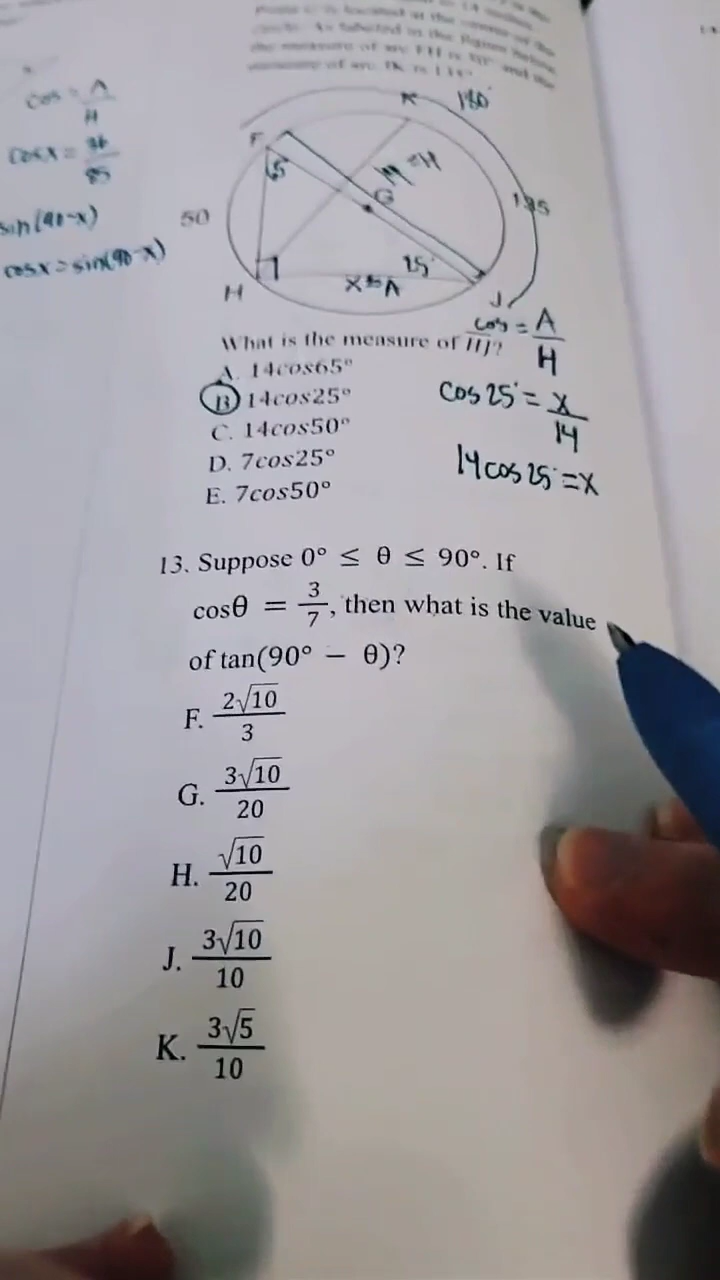 cos = A
H
cosx = 36
85
sin(90-x)
cosx = sin(90-x)
K
180
F
G
50
25°
H
X
A
J
What is the measure of HJ?
A. 14cos65°
B 14cos25°
C. 14cos50°
D. 7cos25°
E. 7cos50°
cos = A
H
cos 25° = x
14
14 cos 25° = x
13. Suppose 0° ≤ θ ≤ 90°. If
cosθ = 3/7, then what is the value
of tan(90° − θ)?
F. 2√10/3
G. 3√10/20
H. √10/20
J. 3√10/10
K. 3√5/10